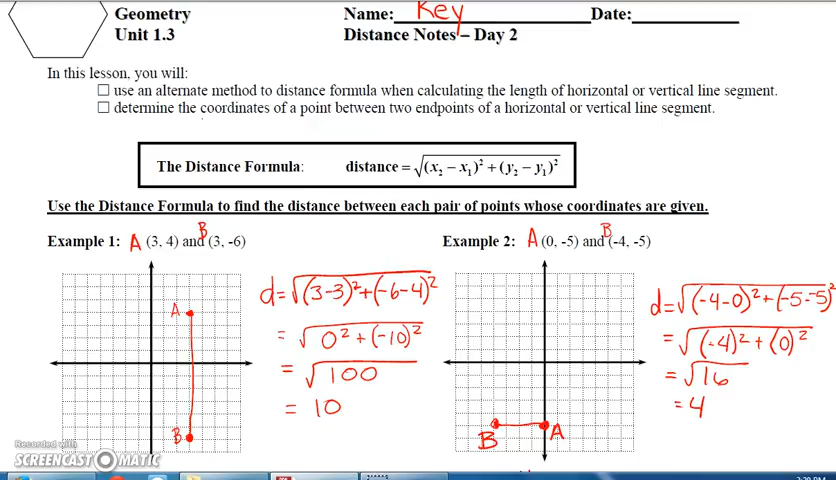 Geometry Name: Key Date:
Unit 1.3 Distance Notes – Day 2
In this lesson, you will:
☐ use an alternate method to distance formula when calculating the length of horizontal or vertical line segment.
☐ determine the coordinates of a point between two endpoints of a horizontal or vertical line segment.
The Distance Formula: distance = √(x₂ − x₁)² + (y₂ − y₁)²
Use the Distance Formula to find the distance between each pair of points whose coordinates are given.
Example 1: A (3, 4) and B (3, -6)
A
B
d = √(3-3)² + (-6-4)²
= √0² + (-10)²
= √100
= 10
Example 2: A (0, -5) and B (-4, -5)
B A
d = √(-4-0)² + (-5--5)²
= √(-4)² + (0)²
= √16
= 4
Recorded with
SCREENCAST O MATIC